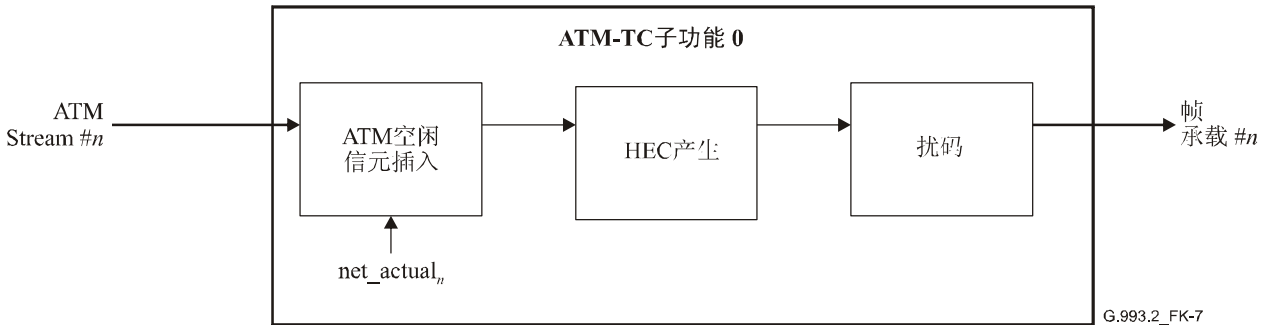 ATM-TC子功能 0
ATM
Stream #n
ATM空闲
信元插入
HEC产生
扰码
帧
承载 #n
net_actualn
G.993.2_FK-7